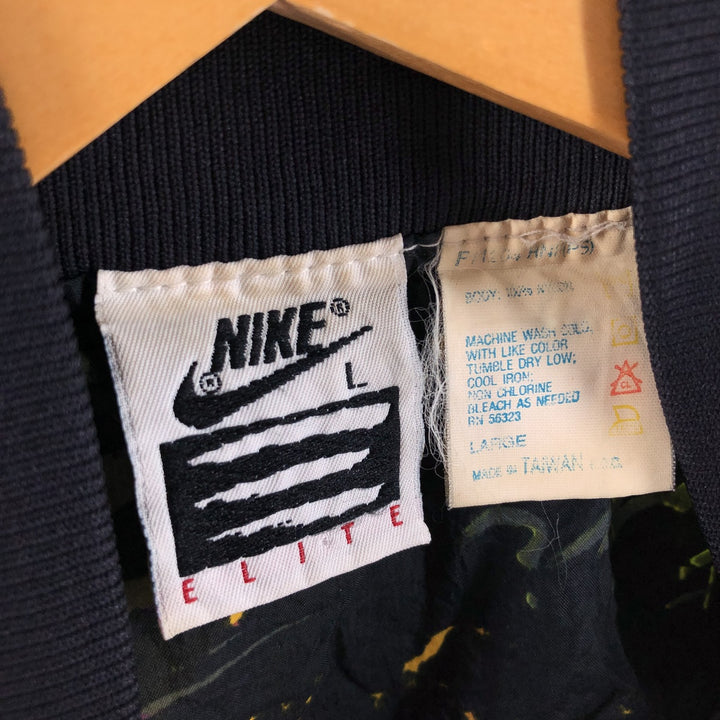 NIKE ®
®
L
ELITE
BODY: 100% NYLON
MACHINE WASH COLD,
WITH LIKE COLOR
TUMBLE DRY LOW;
COOL IRON;
NON CHLORINE
BLEACH AS NEEDED
RN 56323
CL
LARGE
MADE IN TAIWAN R.O.C.